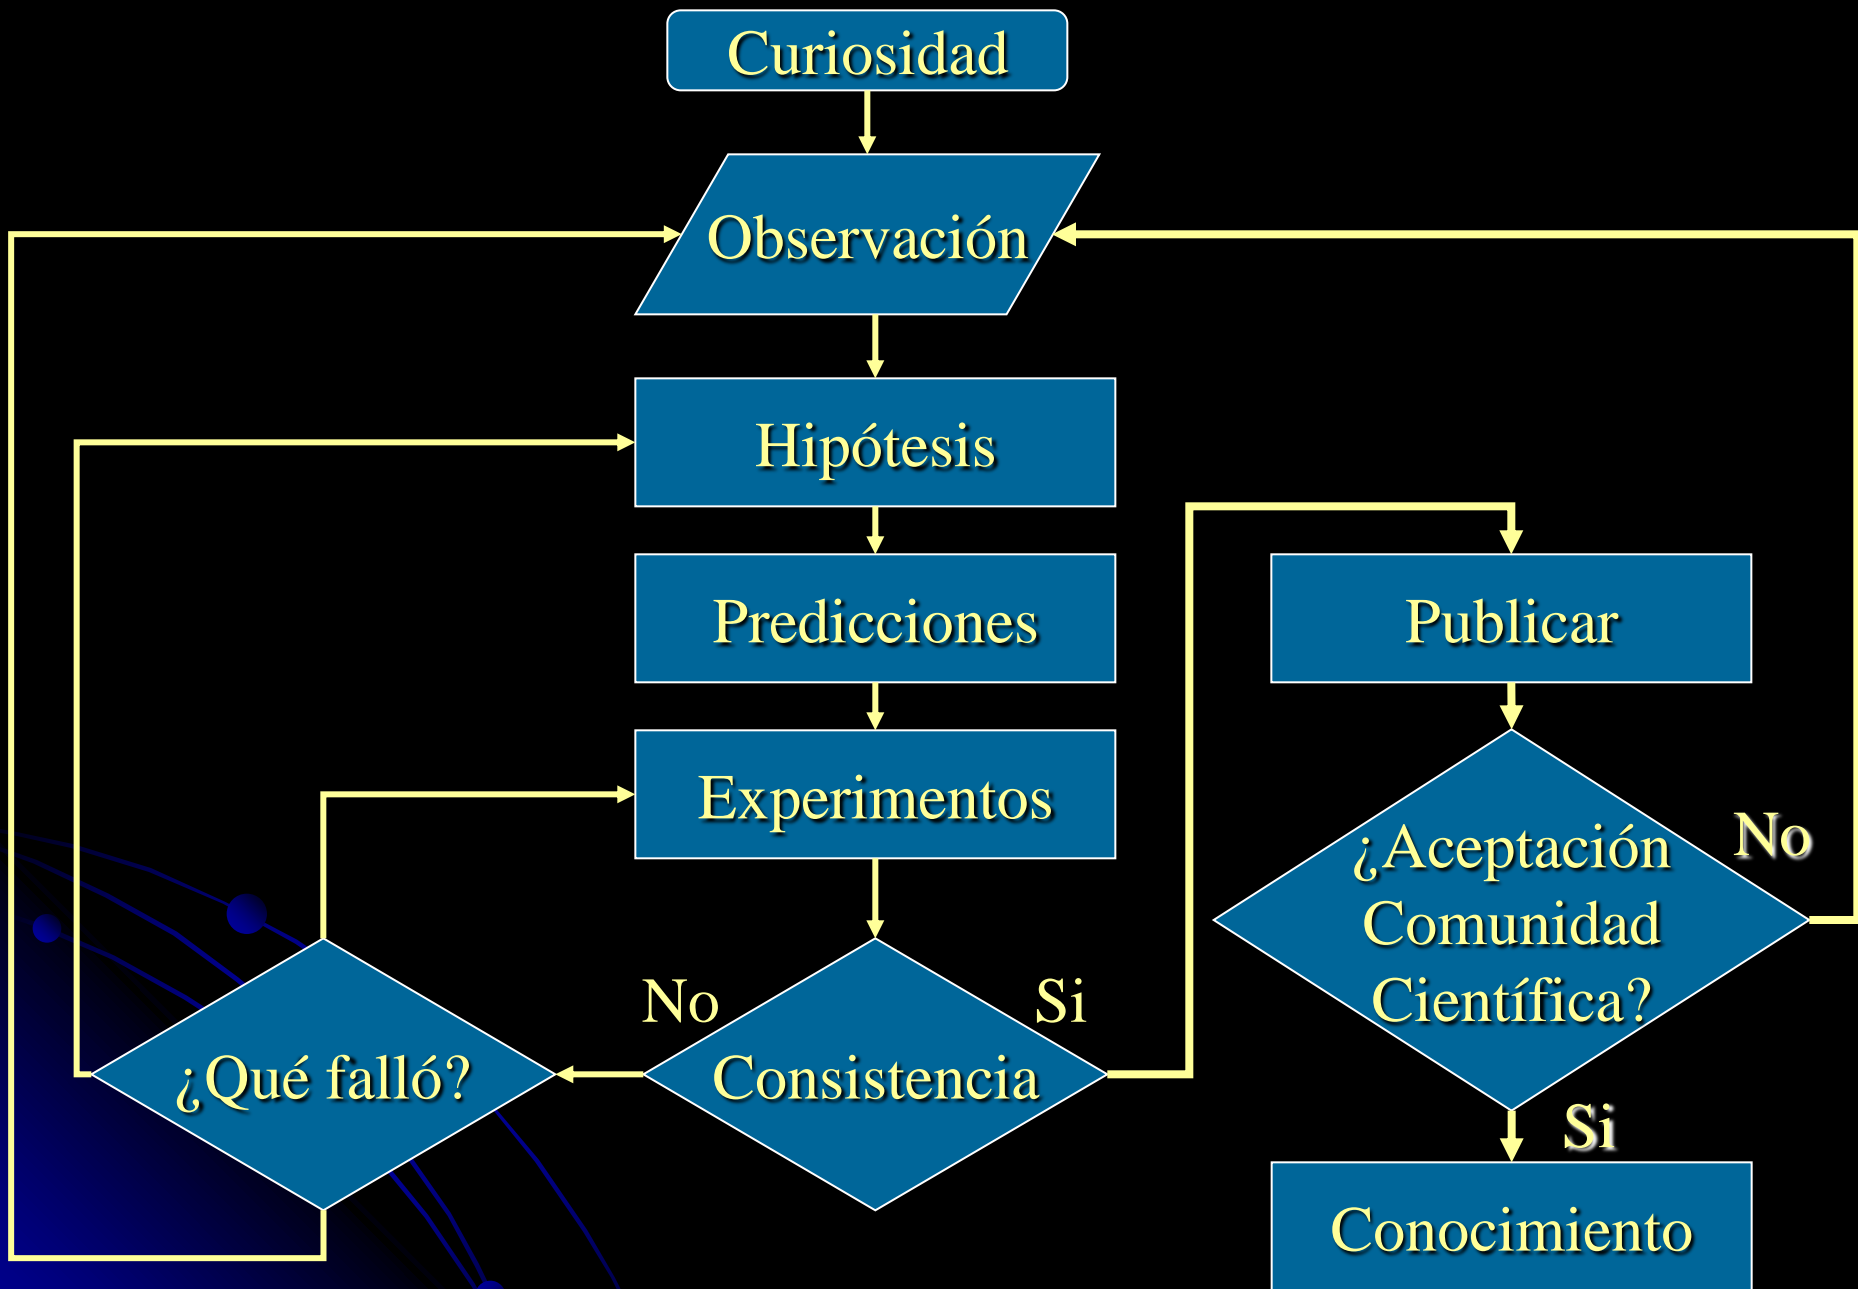 Curiosidad
Observación
Hipótesis
Predicciones
Experimentos
No
Si
¿Qué falló?
Consistencia
Publicar
¿Aceptación
Comunidad
Científica?
No
Si
Conocimiento